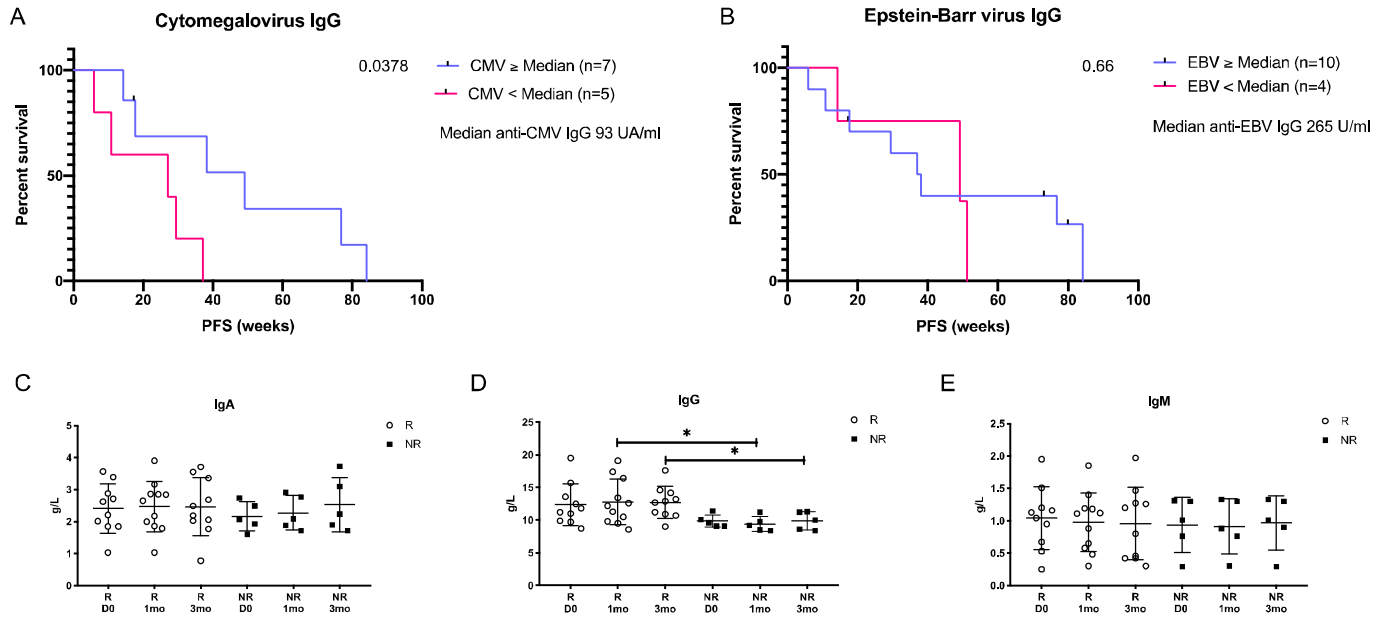 A
Cytomegalovirus IgG
0.0378
CMV ≥ Median (n=7)
CMV < Median (n=5)
Median anti-CMV IgG 93 UA/ml
Percent survival
100
50
0
0 20 40 60 80 100
PFS (weeks)
B
Epstein-Barr virus IgG
0.66
EBV ≥ Median (n=10)
EBV < Median (n=4)
Median anti-EBV IgG 265 U/ml
Percent survival
100
50
0
0 20 40 60 80 100
PFS (weeks)
C
IgA
R
NR
g/L
5
4
3
2
1
0
R R R NR NR NR
D0 1mo 3mo D0 1mo 3mo
D
IgG
R
NR
g/L
25
20
15
10
5
0
*
*
R R R NR NR NR
D0 1mo 3mo D0 1mo 3mo
E
IgM
R
NR
g/L
2.5
2.0
1.5
1.0
0.5
0.0
R R R NR NR NR
D0 1mo 3mo D0 1mo 3mo